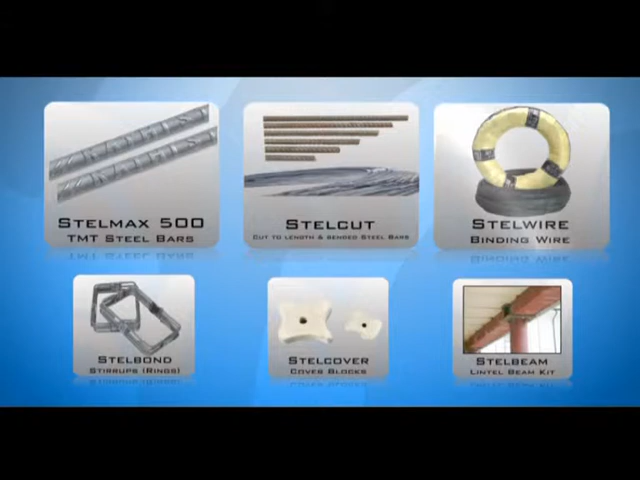 STELMAX 500
TMT STEEL BARS
STELCUT
CUT TO LENGTH & BENDED STEEL BARS
STELWIRE
BINDING WIRE
STELBOND
STIRRUPS (RINGS)
STELCOVER
COVER BLOCKS
STELBEAM
LINTEL BEAM KIT